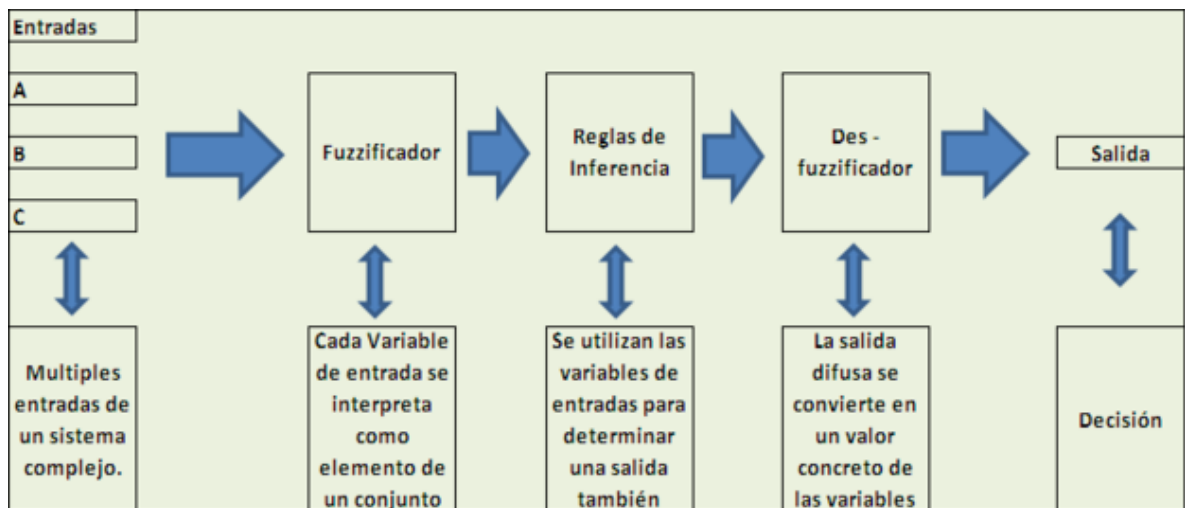 Entradas
A
B
C
Fuzzificador
Reglas de
Inferencia
Des -
fuzzificador
Salida
Multiples
entradas de
un sistema
complejo.
Cada Variable
de entrada se
interpreta
como
elemento de
un conjunto
Se utilizan las
variables de
entradas para
determinar
una salida
también
La salida
difusa se
convierte en
un valor
concreto de
las variables
Decisión